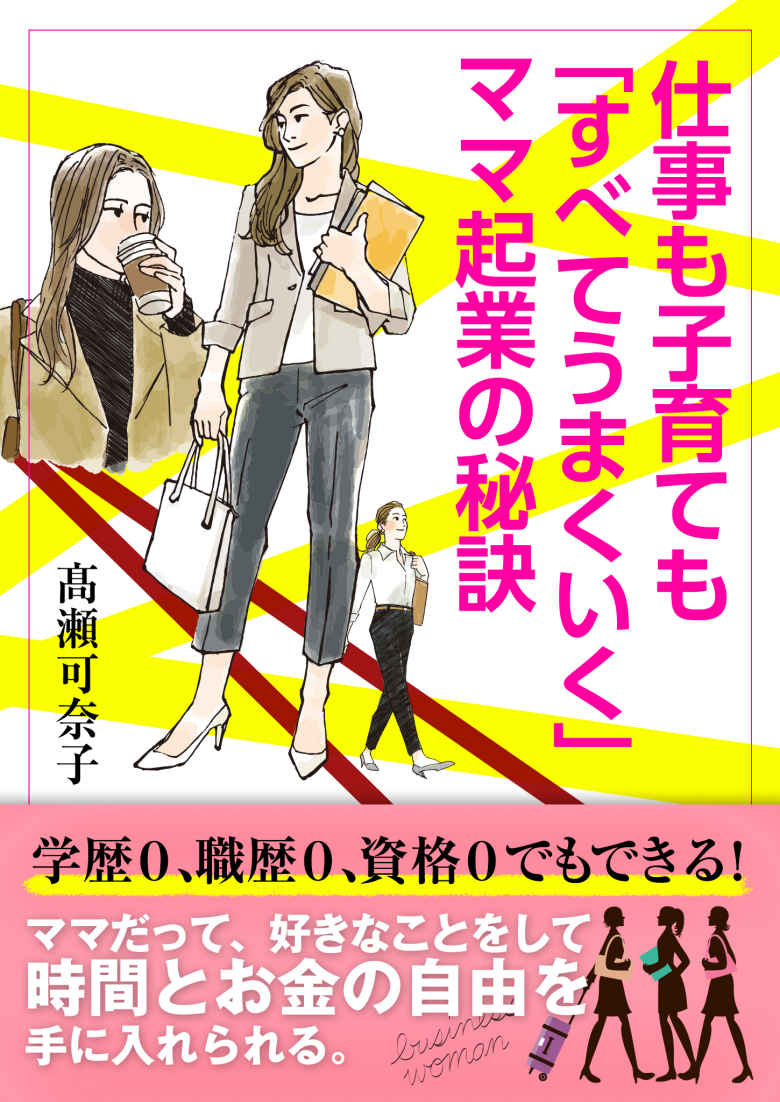 仕事も子育ても
「すべてうまくいく」
ママ起業の秘訣
髙瀬可奈子
学歴0、職歴0、資格0でもできる!
ママだって、好きなことをして
時間とお金の自由を
手に入れられる。
business
woman